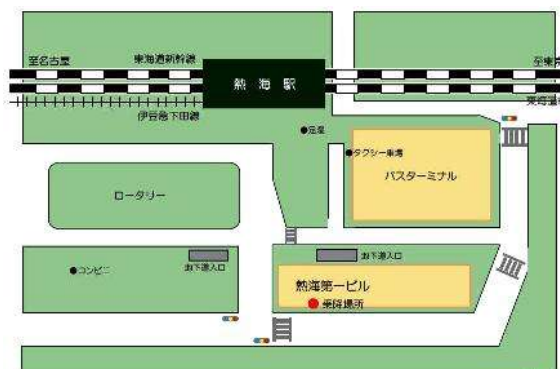 至名古屋
東海道新幹線
熱海駅
伊豆急下田線
足湯
タクシー乗場
バスターミナル
ロータリー
コンビニ
地下道入口
地下道入口
熱海第一ビル
乗降場所